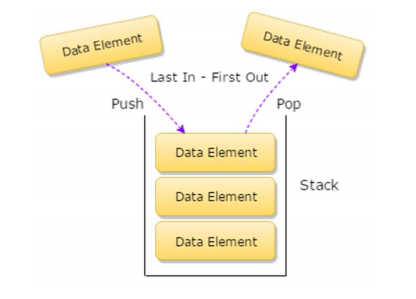 Data Element
Data Element
Last In - First Out
Push
Pop
Data Element
Stack
Data Element
Data Element